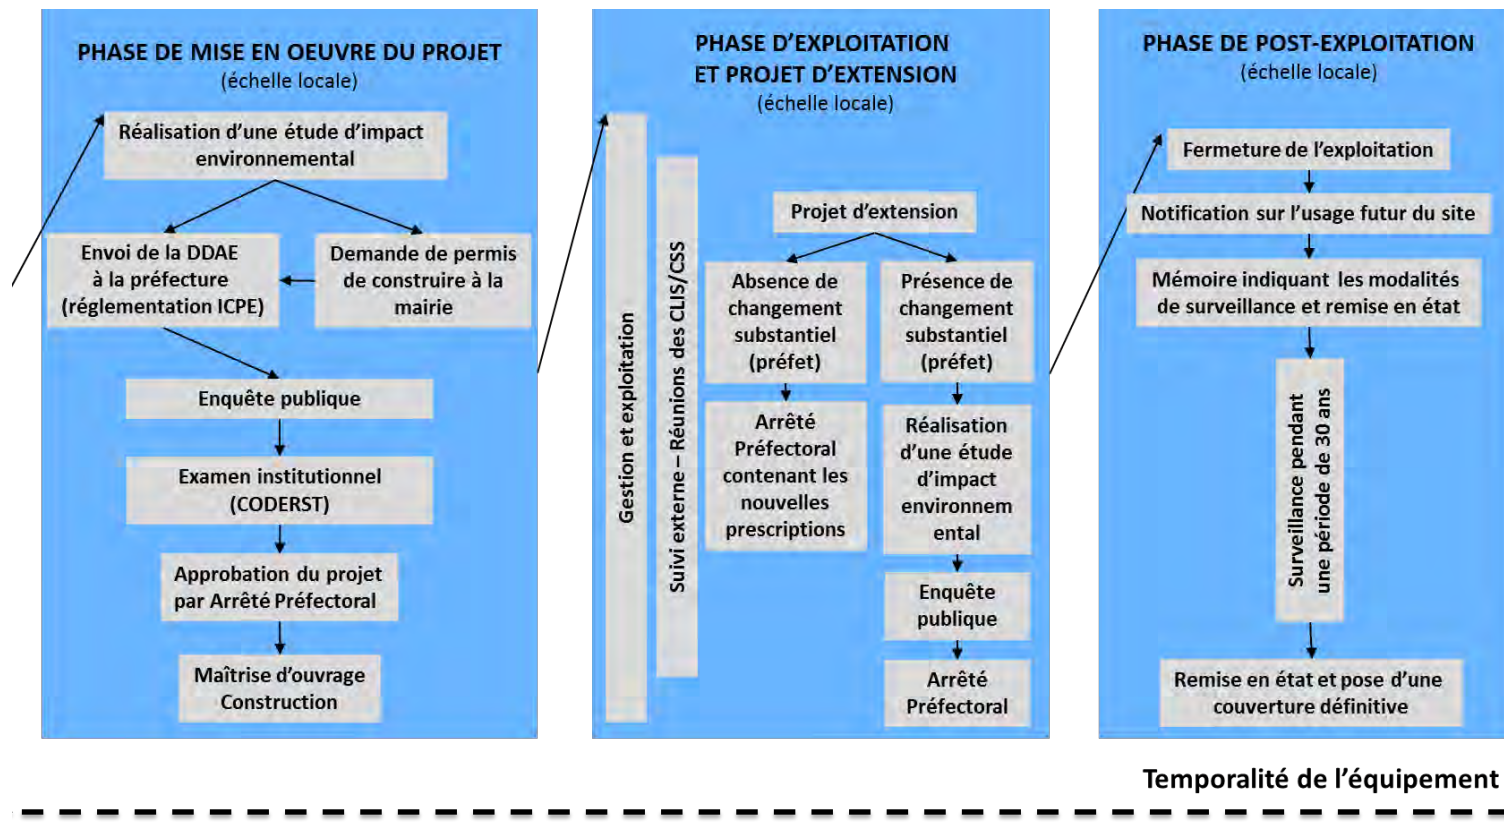 PHASE DE MISE EN OEUVRE DU PROJET
(échelle locale)
Réalisation d'une étude d'impact
environnemental
Envoi de la DDAE
à la préfecture
(réglementation ICPE)
Demande de permis
de construire à la
mairie
Enquête publique
Examen institutionnel
(CODERST)
Approbation du projet
par Arrêté Préfectoral
Maîtrise d'ouvrage
Construction
PHASE D'EXPLOITATION
ET PROJET D'EXTENSION
(échelle locale)
Gestion et exploitation
Suivi externe – Réunions des CLIS/CSS
Projet d'extension
Absence de
changement
substantiel
(préfet)
Arrêté
Préfectoral
contenant les
nouvelles
prescriptions
Présence de
changement
substantiel
(préfet)
Réalisation
d'une étude
d'impact
environnem
ental
Enquête
publique
Arrêté
Préfectoral
PHASE DE POST-EXPLOITATION
(échelle locale)
Fermeture de l'exploitation
Notification sur l'usage futur du site
Mémoire indiquant les modalités
de surveillance et remise en état
Surveillance pendant
une période de 30 ans
Remise en état et pose d'une
couverture définitive
Temporalité de l'équipement